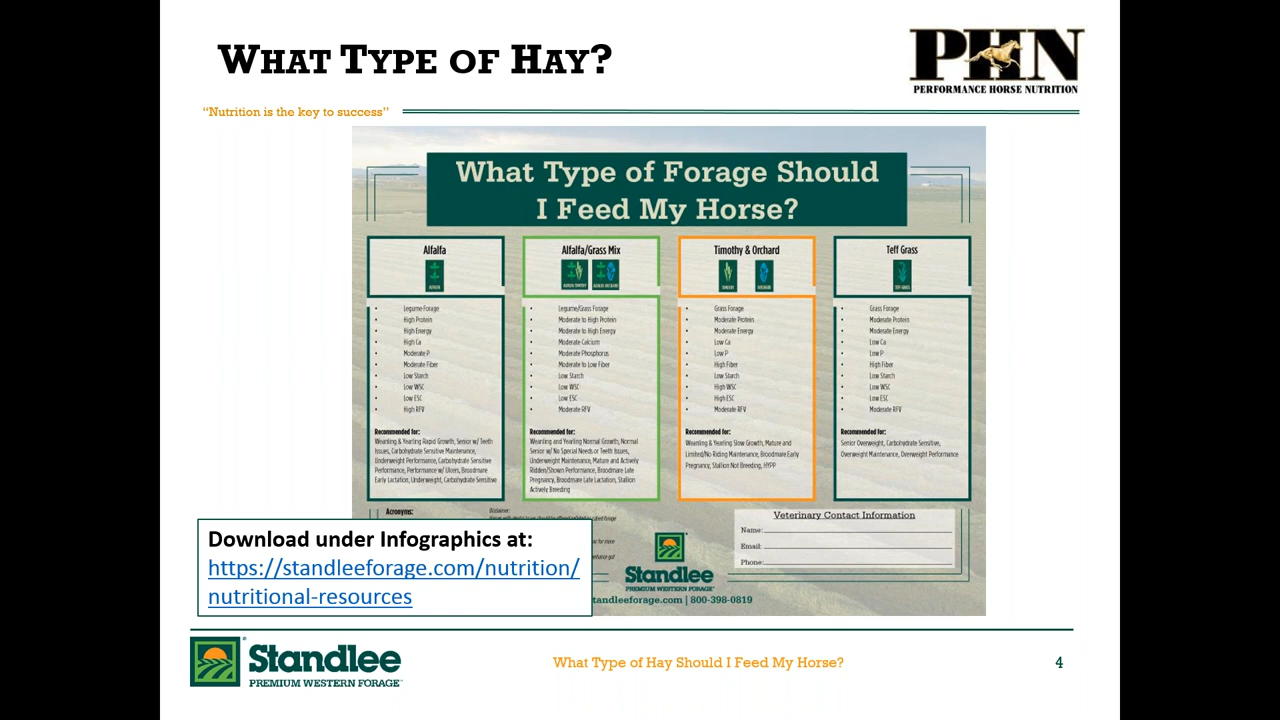 WHAT TYPE OF HAY?
PHN
PERFORMANCE HORSE NUTRITION
“Nutrition is the key to success”
What Type of Forage Should
I Feed My Horse?
Alfalfa
ALFALFA
• Legume Forage
• High Protein
• High Energy
• High Ca
• Moderate P
• Moderate Fiber
• Low Starch
• Low WSC
• Low ESC
• High RFV
Recommended for:
Weanling & Yearling Rapid Growth, Senior w/ Teeth
Issues, Carbohydrate Sensitive Maintenance,
Underweight Performance, Carbohydrate Sensitive
Performance, Performance w/ Ulcers, Broodmare
Early Lactation, Underweight, Carbohydrate Sensitive
Alfalfa/Grass Mix
ALFALFA TIMOTHY
ALFALFA ORCHARD
• Legume/Grass Forage
• Moderate to High Protein
• Moderate to High Energy
• Moderate Calcium
• Moderate Phosphorus
• Moderate to Low Fiber
• Low Starch
• Low WSC
• Low ESC
• Moderate RFV
Recommended for:
Weanling and Yearling Normal Growth, Normal
Senior w/ No Special Needs or Teeth Issues,
Underweight Maintenance, Mature and Actively
Ridden/Shown Performance, Broodmare Late
Pregnancy, Broodmare Late Lactation, Stallion
Actively Breeding
Timothy & Orchard
TIMOTHY
ORCHARD
• Grass Forage
• Moderate Protein
• Moderate Energy
• Low Ca
• Low P
• High Fiber
• Low Starch
• High WSC
• High ESC
• Moderate RFV
Recommended for:
Weanling & Yearling Slow Growth, Mature and
Limited/No Riding Maintenance, Broodmare Early
Pregnancy, Stallion Not Breeding, HYPP
Teff Grass
TEFF GRASS
• Grass Forage
• Moderate Protein
• Moderate Energy
• Low Ca
• Low P
• High Fiber
• Low Starch
• Low WSC
• Low ESC
• Moderate RFV
Recommended for:
Senior Overweight, Carbohydrate Sensitive,
Overweight Maintenance, Overweight Performance
Acronyms:
Disclaimer:
Veterinary Contact Information
Name:
Email:
Phone:
Standlee
PREMIUM WESTERN FORAGE
tandleeforage.com | 800-398-0819
Download under Infographics at:
https://standleeforage.com/nutrition/
nutritional-resources
Standlee
PREMIUM WESTERN FORAGE
What Type of Hay Should I Feed My Horse?
4